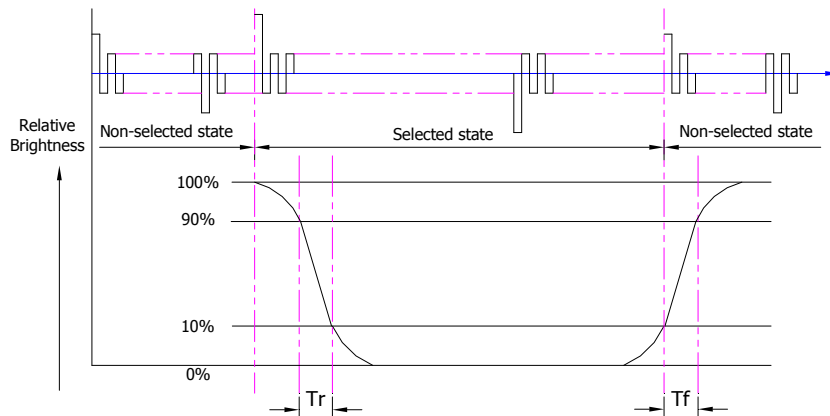 Non-selected state
Selected state
Non-selected state
Relative
Brightness
100%
90%
10%
0%
Tr
Tf